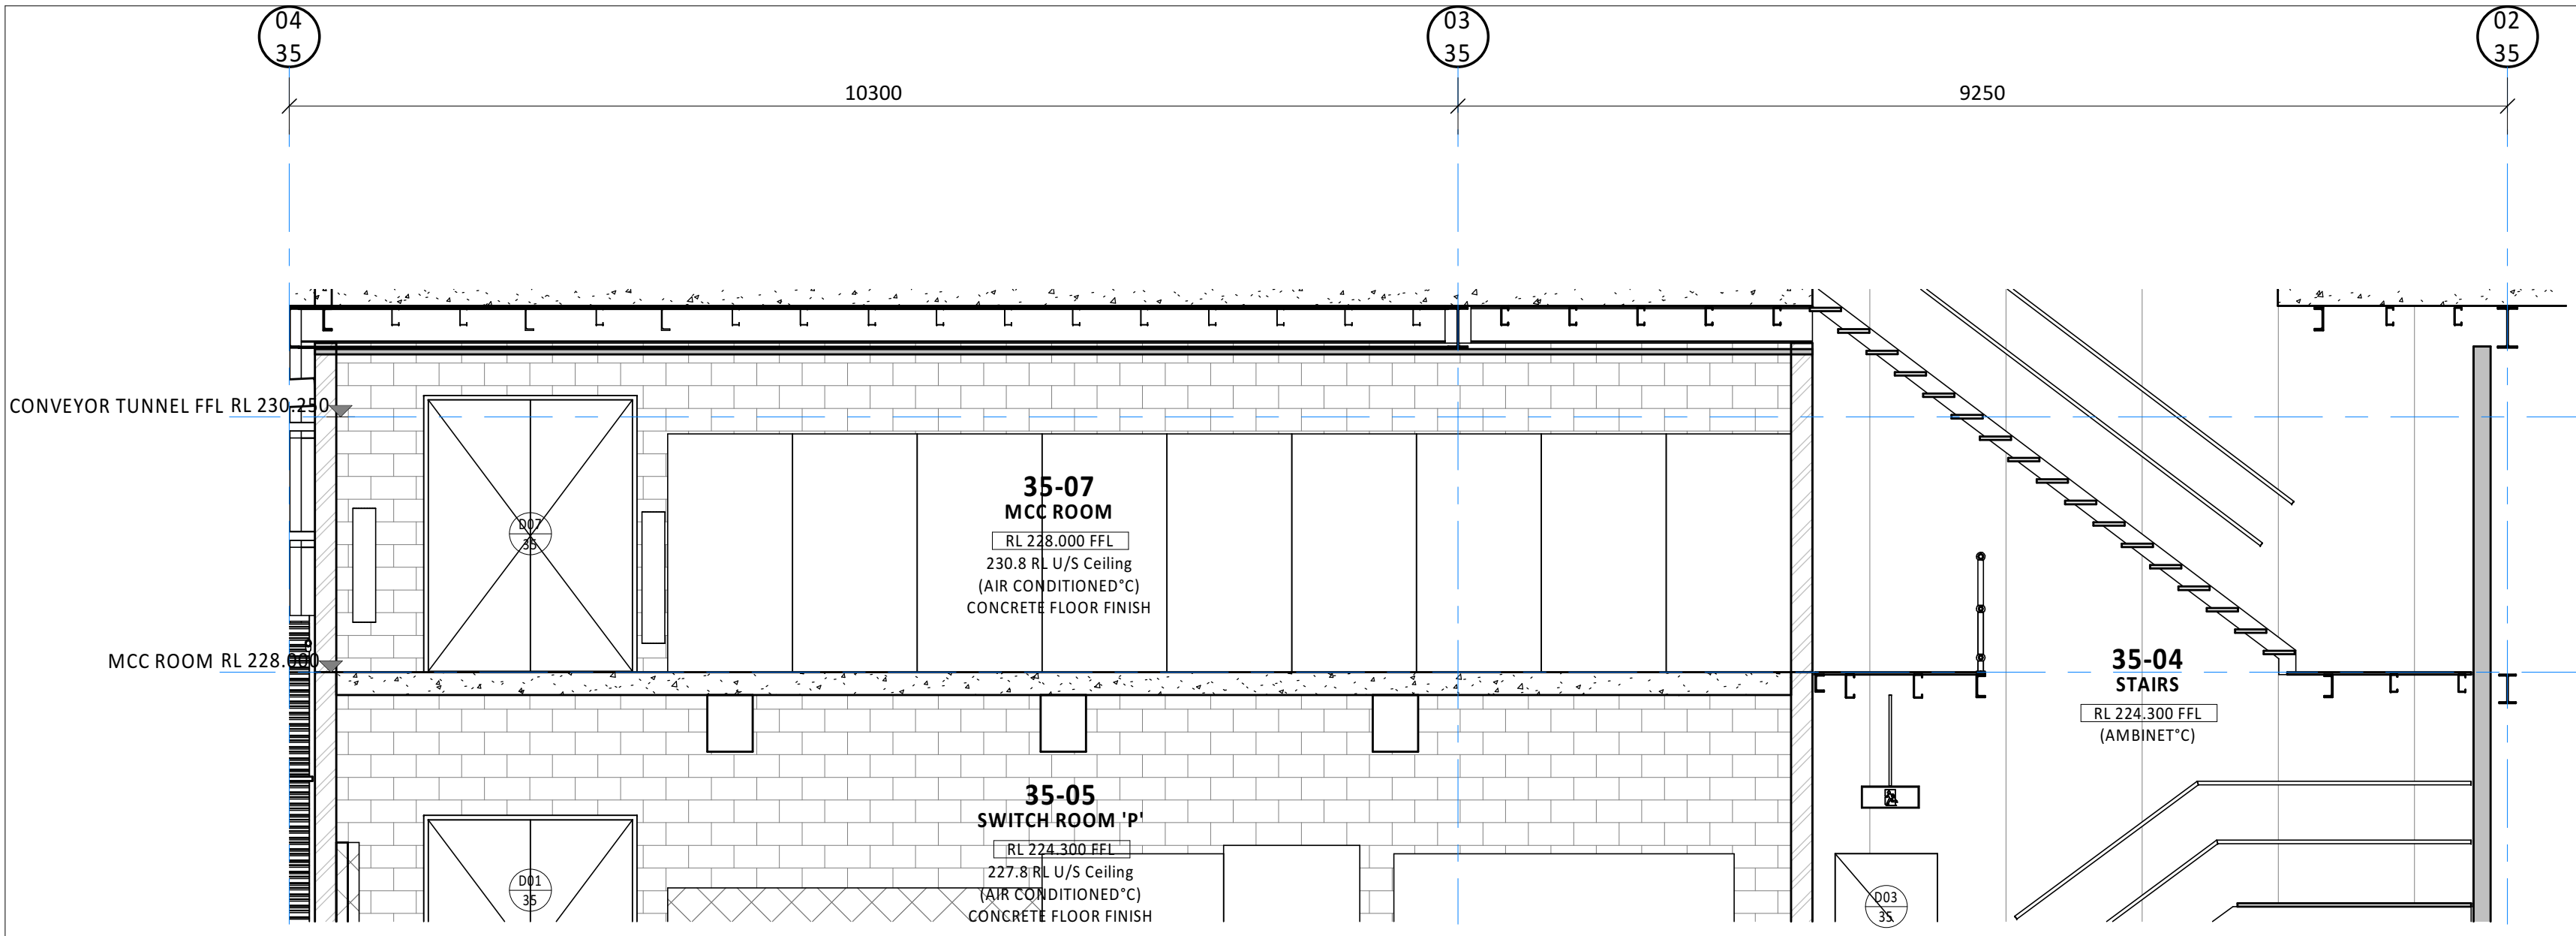 04
35
03
35
02
35
10300
9250
CONVEYOR TUNNEL FFL RL 230.250
35-07
MCC ROOM
RL 228.000 FFL
230.8 RL U/S Ceiling
(AIR CONDITIONED°C)
CONCRETE FLOOR FINISH
D07
35
MCC ROOM RL 228.000
35-04
STAIRS
RL 224.300 FFL
(AMBINET°C)
35-05
SWITCH ROOM 'P'
RL 224.300 FFL
227.8 RL U/S Ceiling
(AIR CONDITIONED°C)
CONCRETE FLOOR FINISH
D01
35
D03
35